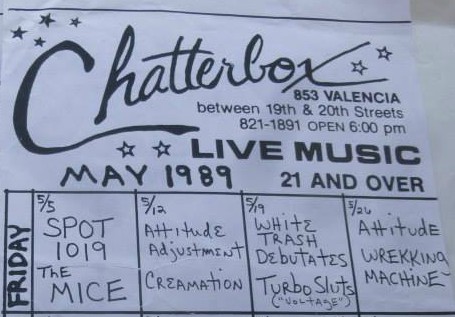 Chatterbox
853 VALENCIA
between 19th & 20th Streets
821-1891 OPEN 6:00 pm
LIVE MUSIC
MAY 1989
21 AND OVER
FRIDAY
5/5
SPOT
1019
THE
MICE
5/12
Attitude
Adjustment
CREAMATION
5/19
WHITE
TRASH
DEbUTATES
TURBO SLUTS
("VOLTAGE")
5/26
Attitude
WREKKING
MACHINE